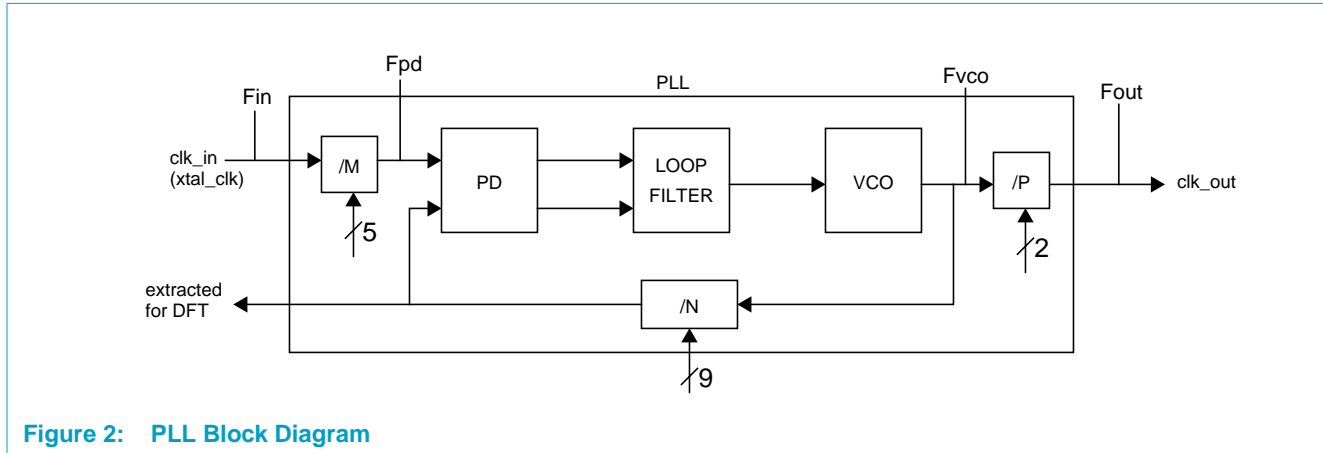 Fin
Fpd
PLL
Fvco
Fout
clk_in
(xtal_clk)
/M
PD
LOOP
FILTER
VCO
/P
clk_out
5
2
extracted
for DFT
/N
9
Figure 2: PLL Block Diagram